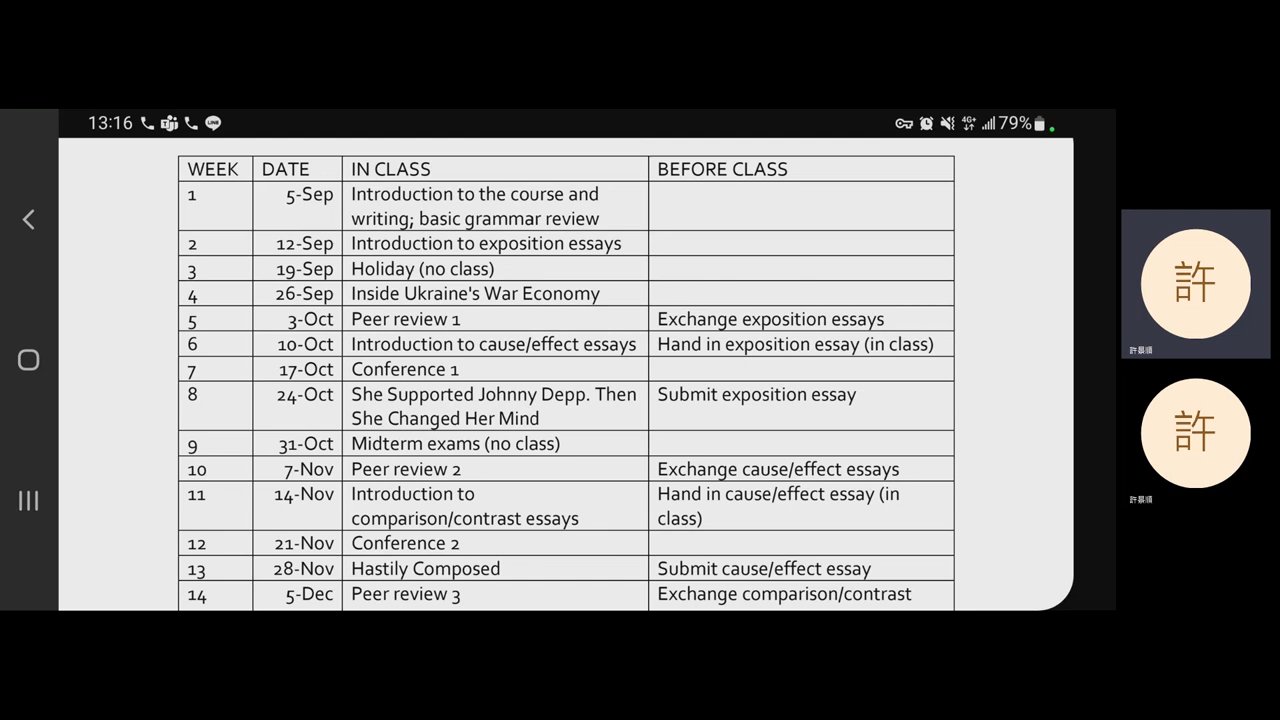 13:16
4G+
79%
WEEK DATE IN CLASS BEFORE CLASS
1 5-Sep Introduction to the course and
writing; basic grammar review
2 12-Sep Introduction to exposition essays
3 19-Sep Holiday (no class)
4 26-Sep Inside Ukraine's War Economy
5 3-Oct Peer review 1 Exchange exposition essays
6 10-Oct Introduction to cause/effect essays Hand in exposition essay (in class)
7 17-Oct Conference 1
8 24-Oct She Supported Johnny Depp. Then Submit exposition essay
She Changed Her Mind
9 31-Oct Midterm exams (no class)
10 7-Nov Peer review 2 Exchange cause/effect essays
11 14-Nov Introduction to Hand in cause/effect essay (in
comparison/contrast essays class)
12 21-Nov Conference 2
13 28-Nov Hastily Composed Submit cause/effect essay
14 5-Dec Peer review 3 Exchange comparison/contrast
許
許景順
許
許景順